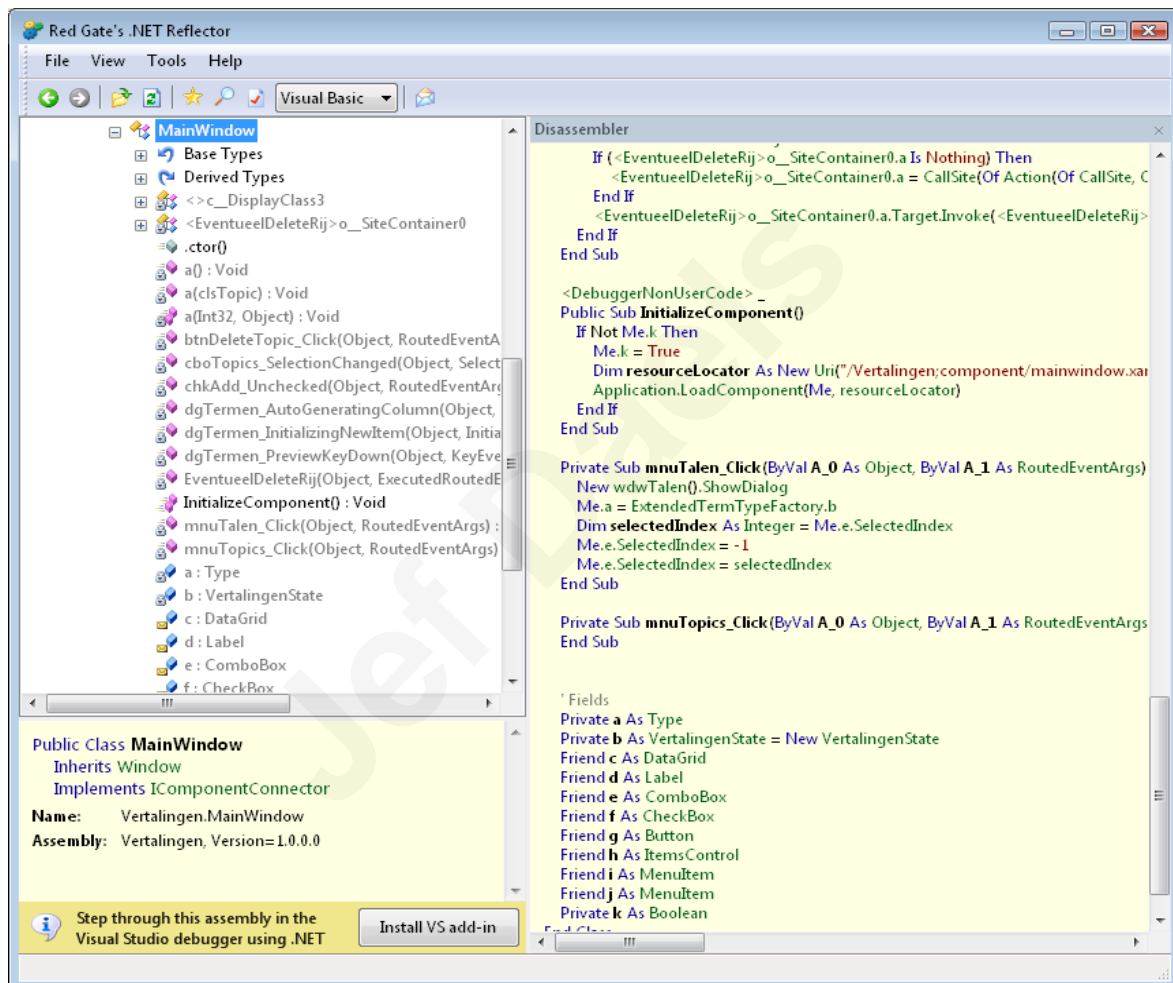 Red Gate's .NET Reflector
File View Tools Help
Visual Basic
MainWindow
Base Types
Derived Types
<>c__DisplayClass3
<EventueelDeleteRij>o__SiteContainer0
.ctor()
a() : Void
a(clsTopic) : Void
a(Int32, Object) : Void
btnDeleteTopic_Click(Object, RoutedEventA
cboTopics_SelectionChanged(Object, Select
chkAdd_Unchecked(Object, RoutedEventArg
dgTermen_AutoGeneratingColumn(Object,
dgTermen_InitializingNewItem(Object, Initia
dgTermen_PreviewKeyDown(Object, KeyEve
EventueelDeleteRij(Object, ExecutedRoutedE
InitializeComponent() : Void
mnuTalen_Click(Object, RoutedEventArgs) :
mnuTopics_Click(Object, RoutedEventArgs)
a : Type
b : VertalingenState
c : DataGrid
d : Label
e : ComboBox
f : CheckBox
Public Class MainWindow
Inherits Window
Implements IComponentConnector
Name: Vertalingen.MainWindow
Assembly: Vertalingen, Version=1.0.0.0
Step through this assembly in the
Visual Studio debugger using .NET
Install VS add-in
Disassembler
If (<EventueelDeleteRij>o__SiteContainer0.a Is Nothing) Then
<EventueelDeleteRij>o__SiteContainer0.a = CallSite(Of Action(Of CallSite, C
End If
<EventueelDeleteRij>o__SiteContainer0.a.Target.Invoke(<EventueelDeleteRij>
End If
End Sub
<DebuggerNonUserCode> _
Public Sub InitializeComponent()
If Not Me.k Then
Me.k = True
Dim resourceLocator As New Uri("/Vertalingen;component/mainwindow.xar
Application.LoadComponent(Me, resourceLocator)
End If
End Sub
Private Sub mnuTalen_Click(ByVal A_0 As Object, ByVal A_1 As RoutedEventArgs)
New wdwTalen().ShowDialog
Me.a = ExtendedTermTypeFactory.b
Dim selectedIndex As Integer = Me.e.SelectedIndex
Me.e.SelectedIndex = -1
Me.e.SelectedIndex = selectedIndex
End Sub
Private Sub mnuTopics_Click(ByVal A_0 As Object, ByVal A_1 As RoutedEventArgs
End Sub
' Fields
Private a As Type
Private b As VertalingenState = New VertalingenState
Friend c As DataGrid
Friend d As Label
Friend e As ComboBox
Friend f As CheckBox
Friend g As Button
Friend h As ItemsControl
Friend i As MenuItem
Friend j As MenuItem
Private k As Boolean
End Class
Jef Daels